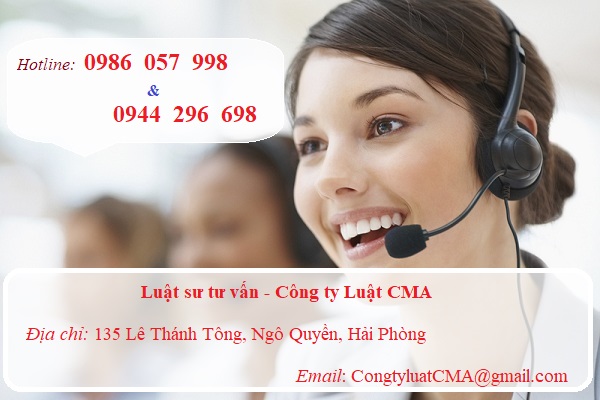 Hotline: 0986 057 998
&
0944 296 698
Luật sư tư vấn - Công ty Luật CMA
Địa chỉ: 135 Lê Thánh Tông, Ngô Quyền, Hải Phòng
Email: CongtyluatCMA@gmail.com